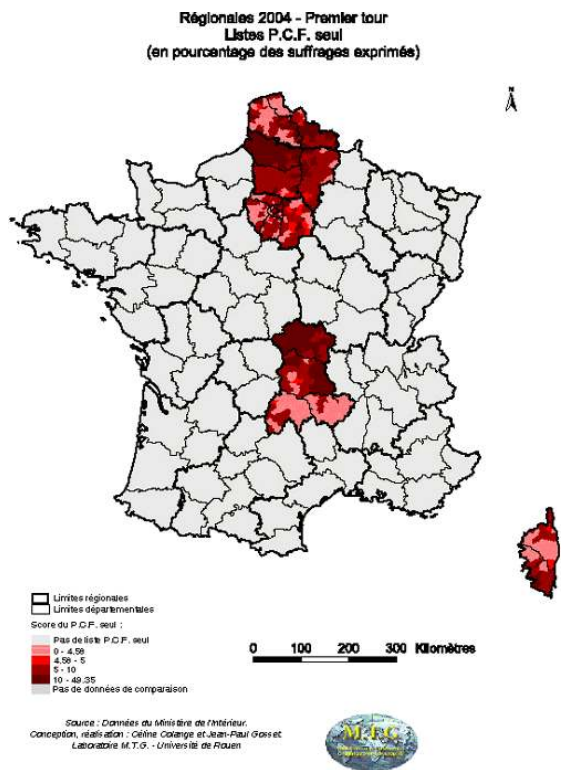 Régionales 2004 - Premier tour
Listes P.C.F. seul
(en pourcentage des suffrages exprimés)
N
Limites régionales
Limites départementales
Score du P.C.F. seul :
Pas de liste P.C.F. seul
0 - 4.58
4.58 - 5
5 - 10
10 - 49.35
Pas de données de comparaison
0 100 200 300 Kilomètres
Source : Données du Ministère de l'Intérieur.
Conception, réalisation : Céline Colange et Jean-Paul Gosset
Laboratoire M.T.G. - Université de Rouen
M.T.G.